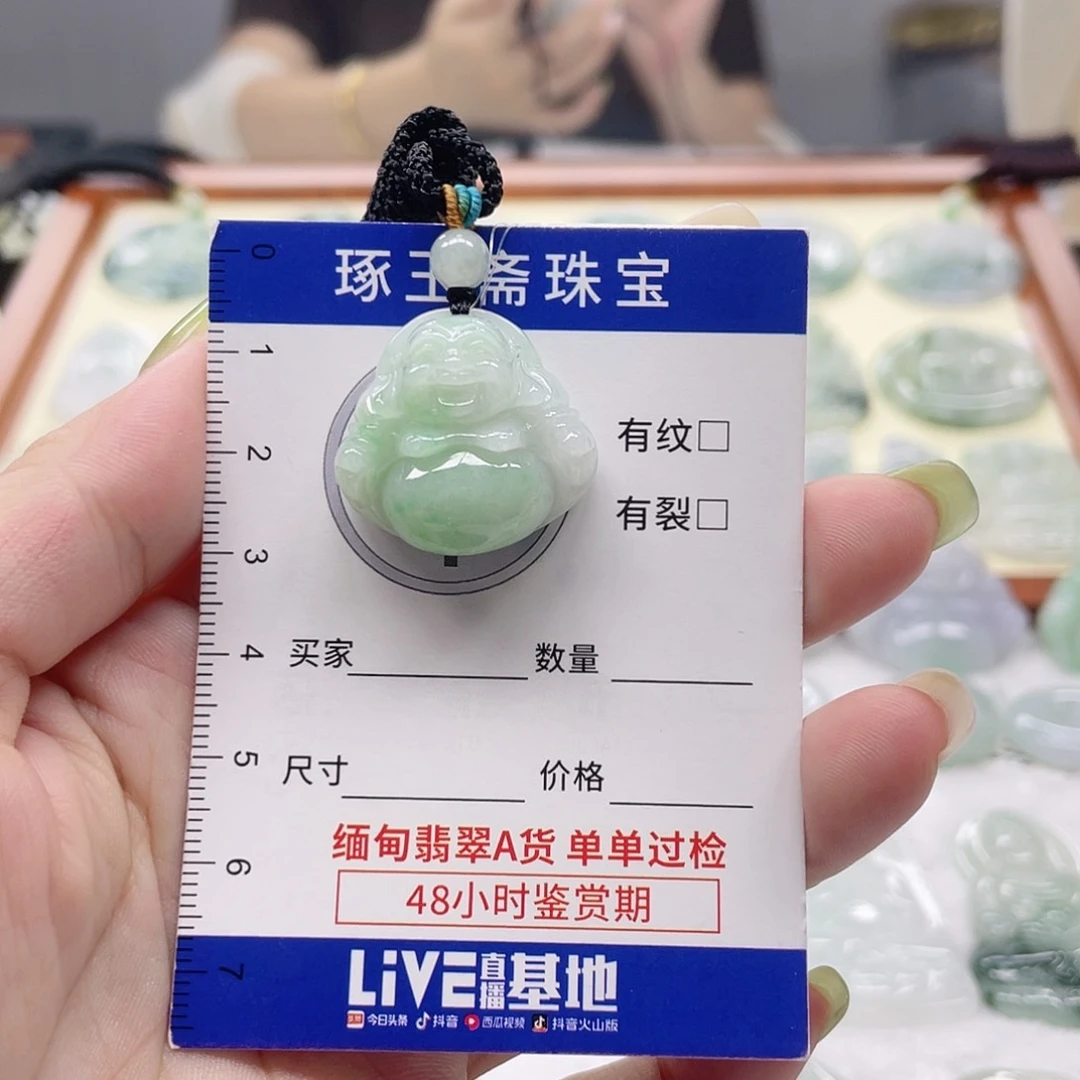 琢玉斋珠宝
0
1
2
3
4
5
6
7
有纹□
有裂□
买家 数量
尺寸 价格
缅甸翡翠A货 单单过检
48小时鉴赏期
LiVE直播基地
头条 今日头条 抖音 西瓜视频 抖音火山版